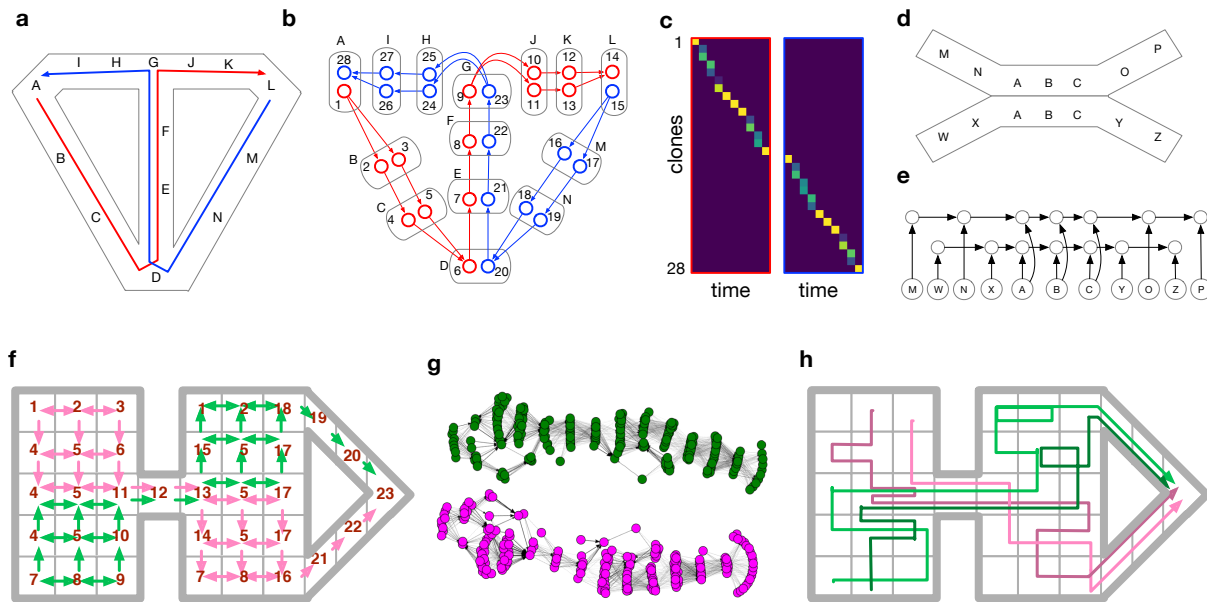 a
I H G J K
A L
B F M
C E N
D
b
A I H J K L
28 27 25 10 12 14
G
1 26 24 9 23 11 13 15
F
B 3 8 22 16 M
2 17
C 5 E 7 21 18 N
4 19
D 6 20
c
1
clones
28
time time
d
M P
N A B C O
X A B C Y
W Z
e
M W N X A B C Y O Z P
f
1 2 3 1 2 18 19
4 5 6 15 5 17 20
4 5 11 12 13 5 17 23
4 5 10 14 5 17 22
7 8 9 7 8 16 21
g
h